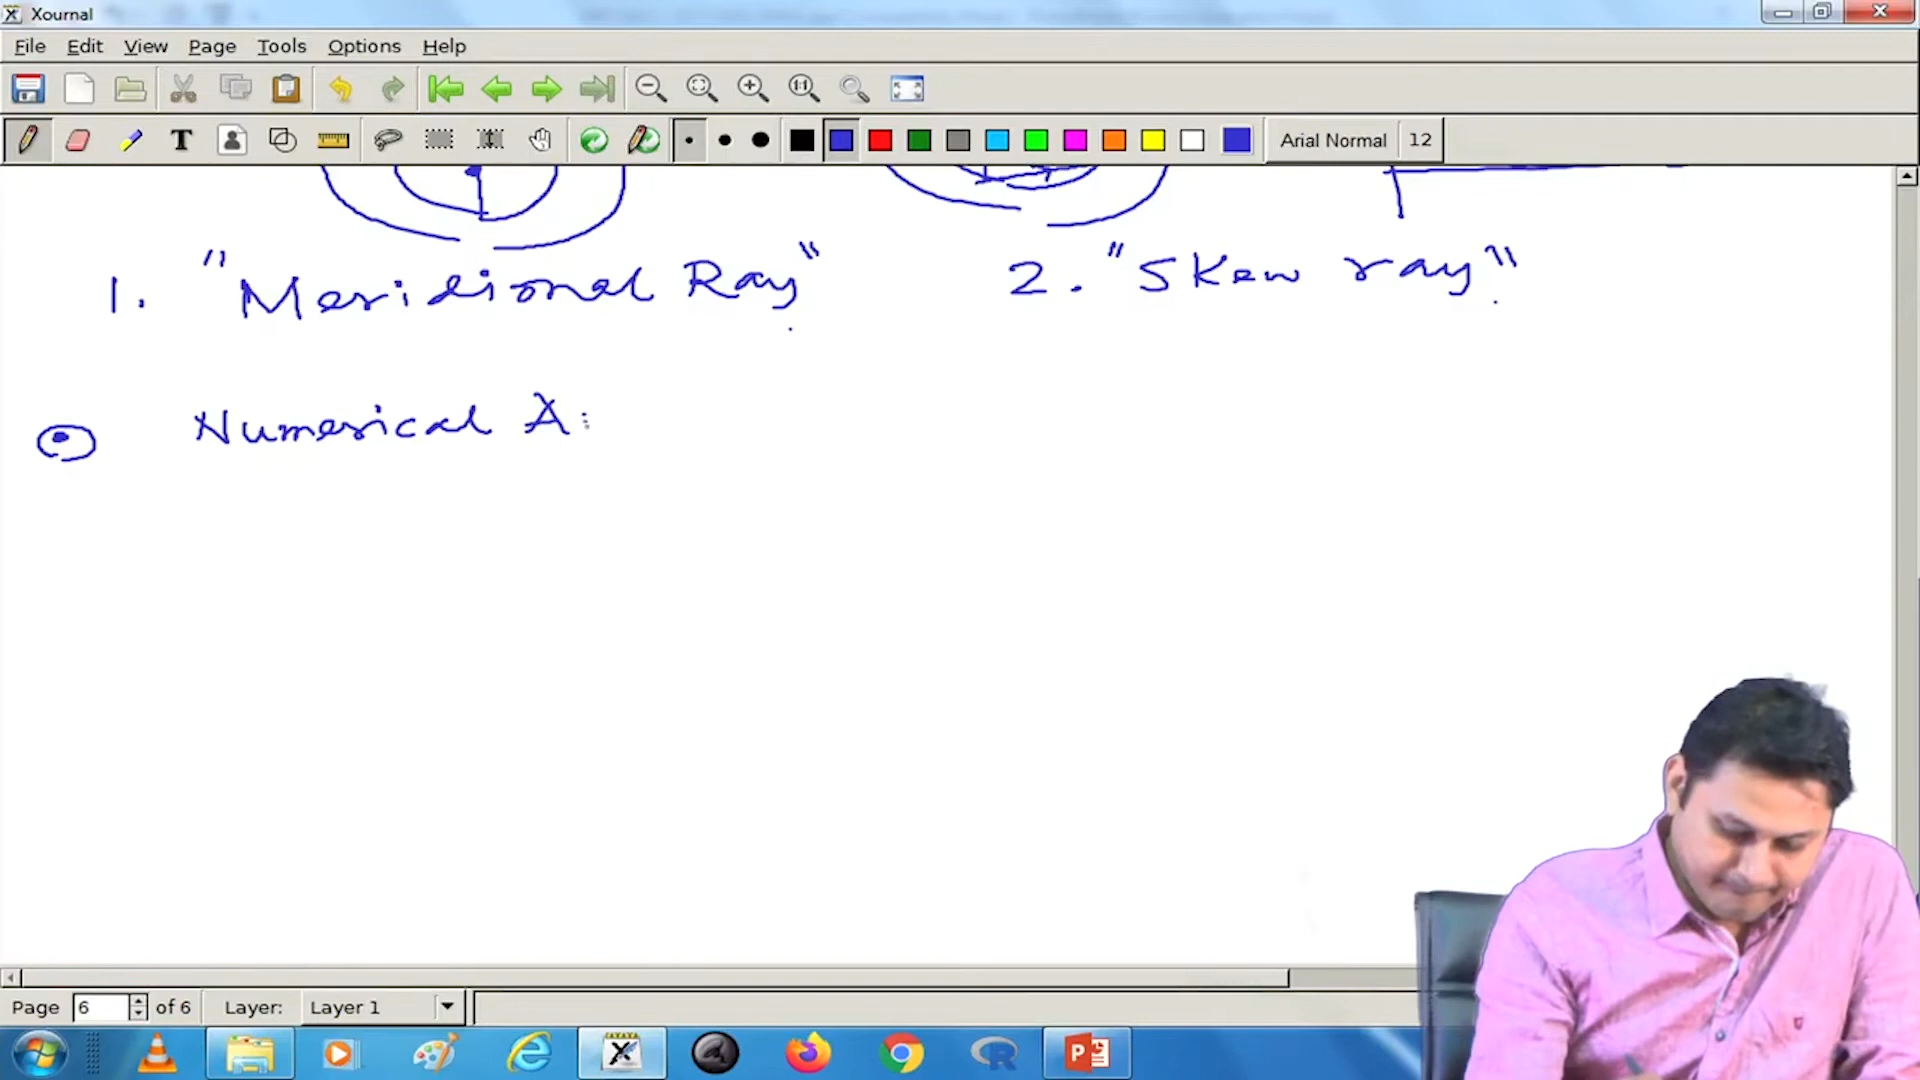 Xournal
File Edit View Page Tools Options Help
T Arial Normal 12
1. "Meridional Ray" 2. "Skew ray"
Numerical A
Page 6 of 6 Layer: Layer 1